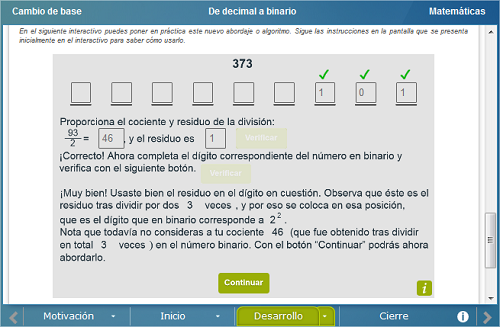 Cambio de base De decimal a binario Matemáticas
En el siguiente interactivo puedes poner en práctica este nuevo abordaje o algoritmo. Sigue las instrucciones en la pantalla que se presenta
inicialmente en el interactivo para saber cómo usarlo.
373
1 0 1
Proporciona el cociente y residuo de la división:
93/2 = 46 , y el residuo es 1 Verificar
¡Correcto! Ahora completa el dígito correspondiente del número en binario y
verifica con el siguiente botón. Verificar
¡Muy bien! Usaste bien el residuo en el dígito en cuestión. Observa que éste es el
residuo tras dividir por dos 3 veces , y por eso se coloca en esa posición,
que es el dígito que en binario corresponde a 2².
Nota que todavía no consideras a tu cociente 46 (que fue obtenido tras dividir
en total 3 veces ) en el número binario. Con el botón "Continuar" podrás ahora
abordarlo.
Continuar
i
Motivación Inicio Desarrollo Cierre i